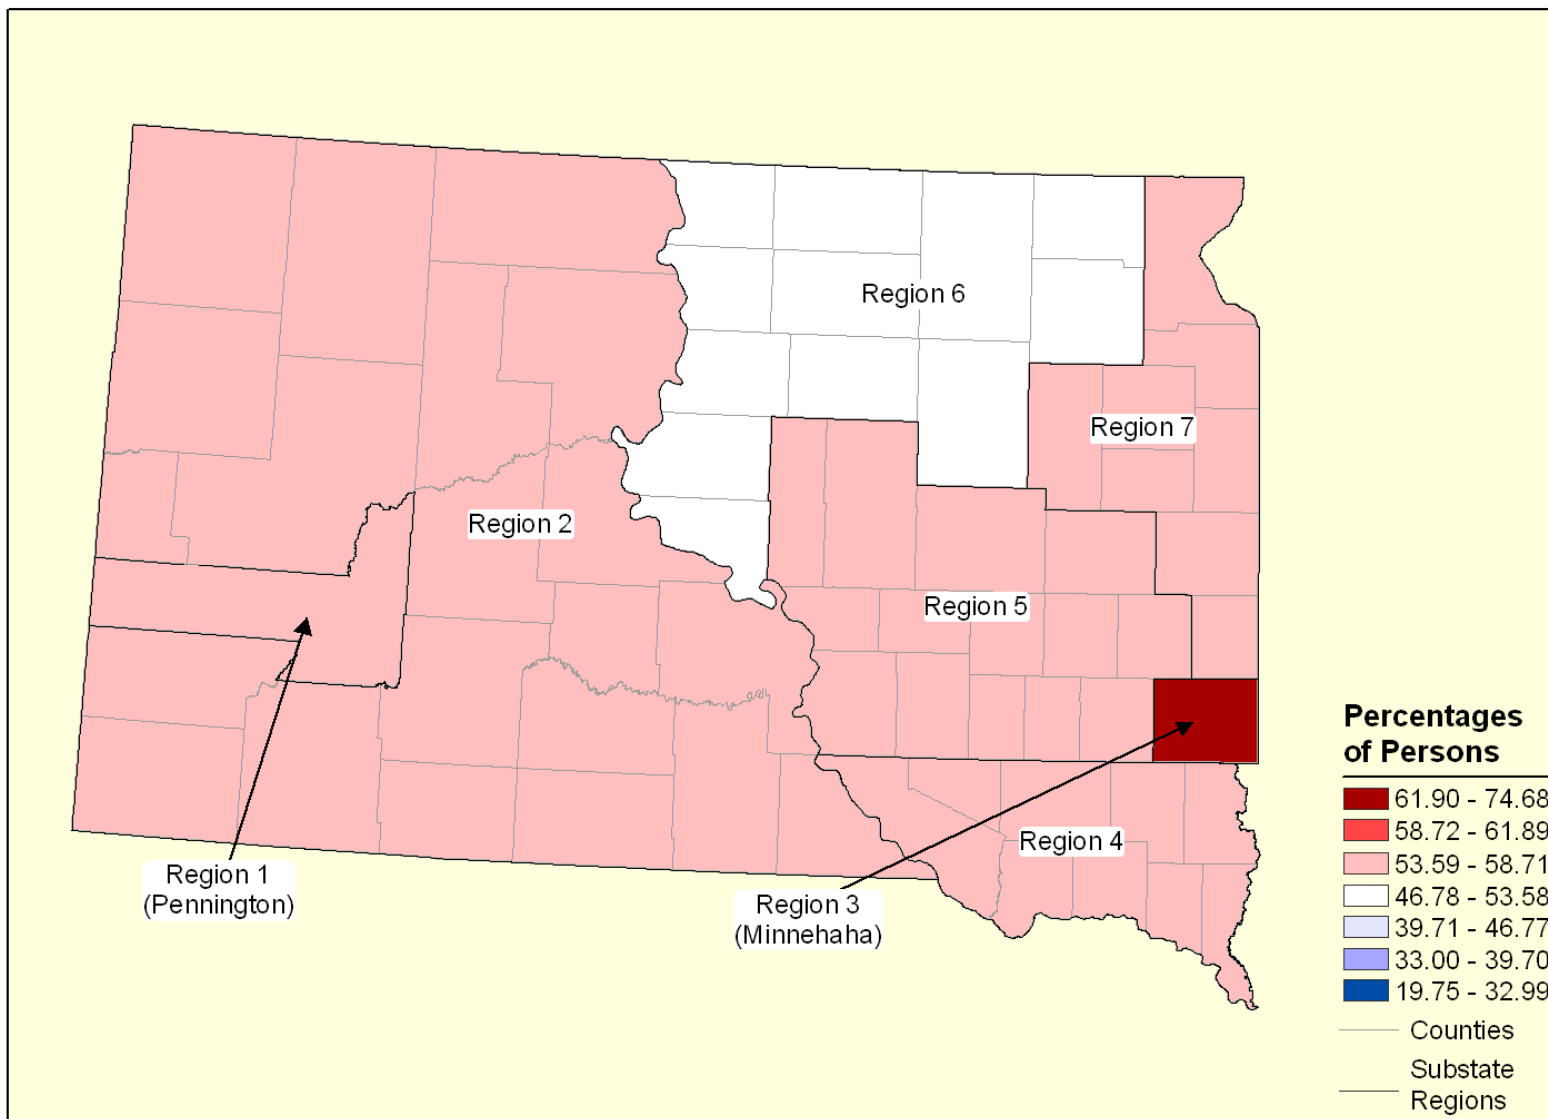 Region 6
Region 7
Region 2
Region 5
Region 4
Region 1
(Pennington)
Region 3
(Minnehaha)
Percentages
of Persons
61.90 - 74.68
58.72 - 61.89
53.59 - 58.71
46.78 - 53.58
39.71 - 46.77
33.00 - 39.70
19.75 - 32.99
Counties
Substate
Regions